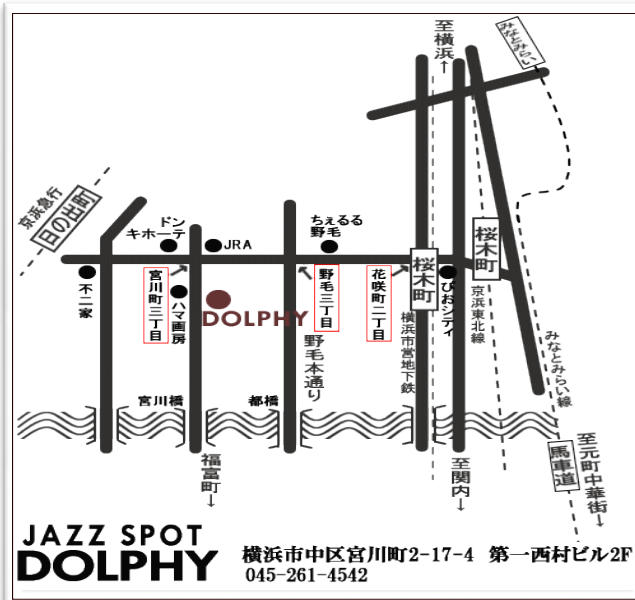 至横浜↑
みなとみらい
京浜急行
日の出町
ドン
キホーテ
JRA
ちぇるる
野毛
不二家
宮川町三丁目
ハマ画房
DOLPHY
野毛三丁目
花咲町二丁目
桜木町
横浜市営地下鉄
ぴおシティ
桜木町
京浜東北線
野毛本通り
みなとみらい線
宮川橋
都橋
福富町→
至関内→
馬車道
至元町中華街→
JAZZ SPOT
DOLPHY
横浜市中区宮川町2-17-4 第一西村ビル2F
045-261-4542